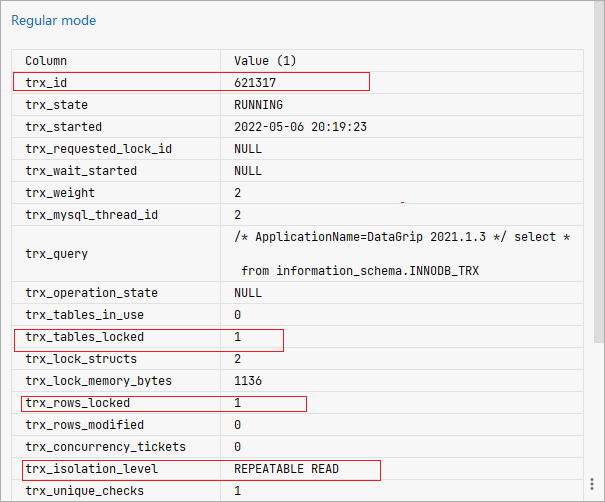 Regular mode
Column Value (1)
trx_id 621317
trx_state RUNNING
trx_started 2022-05-06 20:19:23
trx_requested_lock_id NULL
trx_wait_started NULL
trx_weight 2
trx_mysql_thread_id 2
trx_query /* ApplicationName=DataGrip 2021.1.3 */ select *
from information_schema.INNODB_TRX
trx_operation_state NULL
trx_tables_in_use 0
trx_tables_locked 1
trx_lock_structs 2
trx_lock_memory_bytes 1136
trx_rows_locked 1
trx_rows_modified 0
trx_concurrency_tickets 0
trx_isolation_level REPEATABLE READ
trx_unique_checks 1